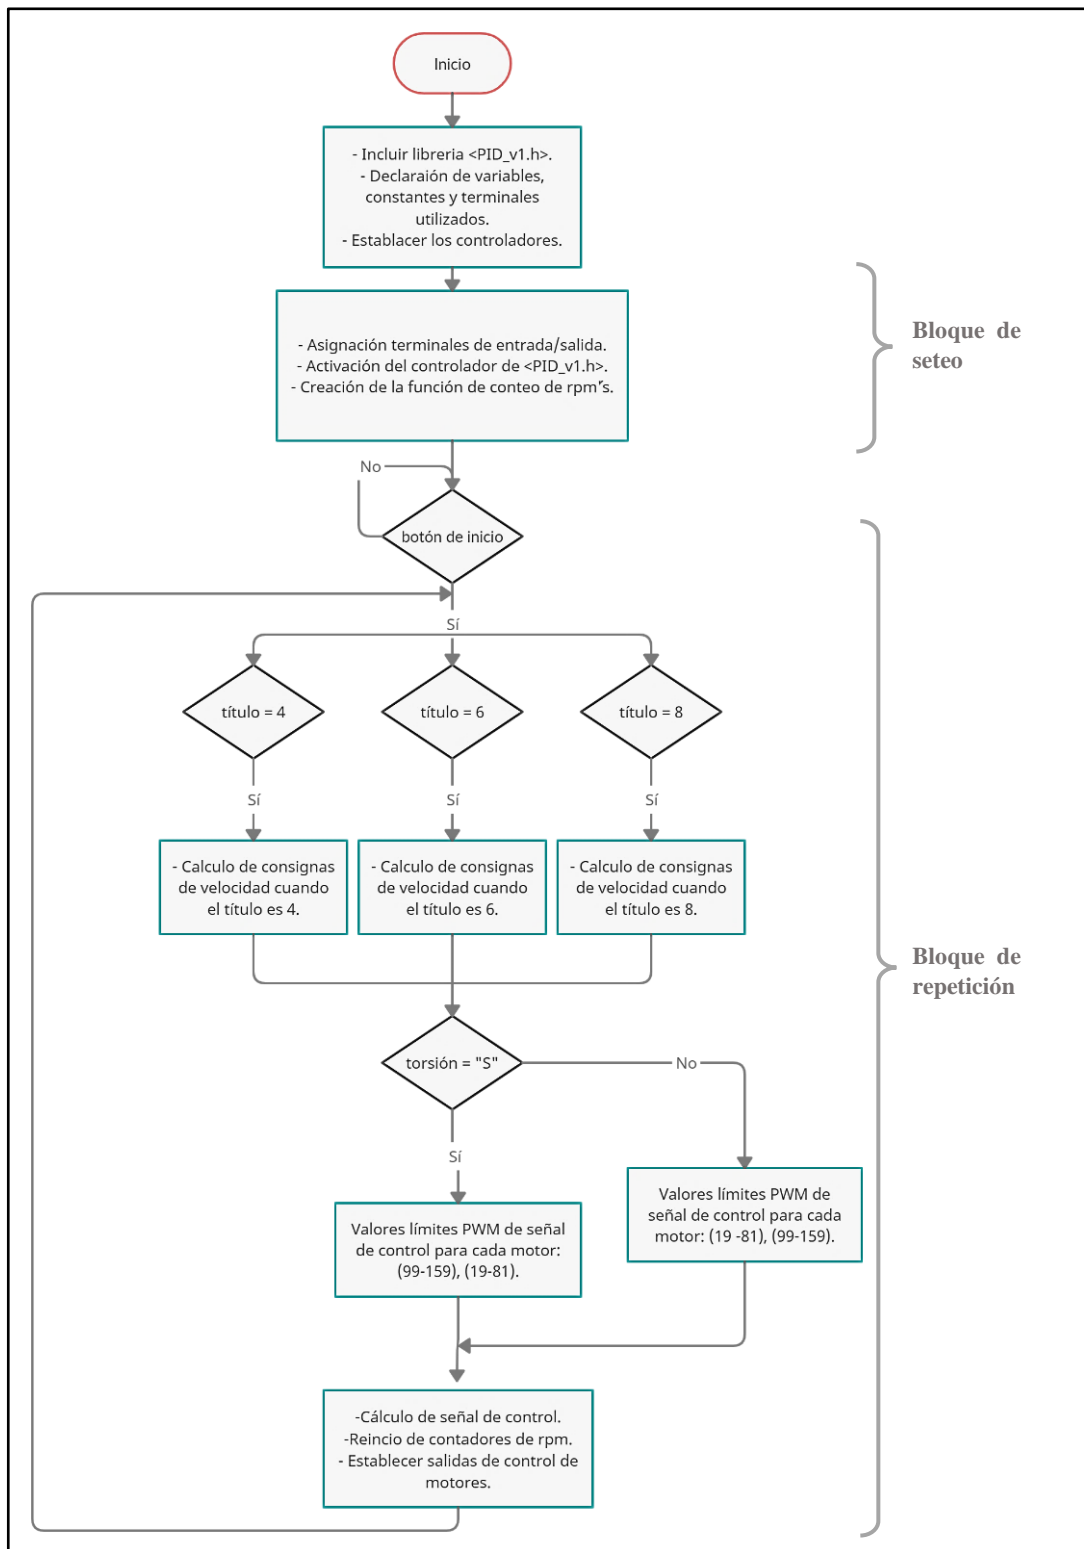 Inicio
- Incluir libreria <PID_v1.h>.
- Declaraión de variables,
constantes y terminales
utilizados.
- Establacer los controladores.
- Asignación terminales de entrada/salida.
- Activación del controlador de <PID_v1.h>.
- Creación de la función de conteo de rpm's.
Bloque de
seteo
No
botón de inicio
Sí
título = 4
título = 6
título = 8
Sí
Sí
Sí
- Calculo de consignas
de velocidad cuando
el título es 4.
- Calculo de consignas
de velocidad cuando
el título es 6.
- Calculo de consignas
de velocidad cuando
el título es 8.
Bloque de
repetición
torsión = "S"
No
Sí
Valores límites PWM de
señal de control para cada
motor: (19 -81), (99-159).
Valores límites PWM de señal
de control para cada motor:
(99-159), (19-81).
-Cálculo de señal de control.
-Reincio de contadores de rpm.
- Establecer salidas de control de
motores.